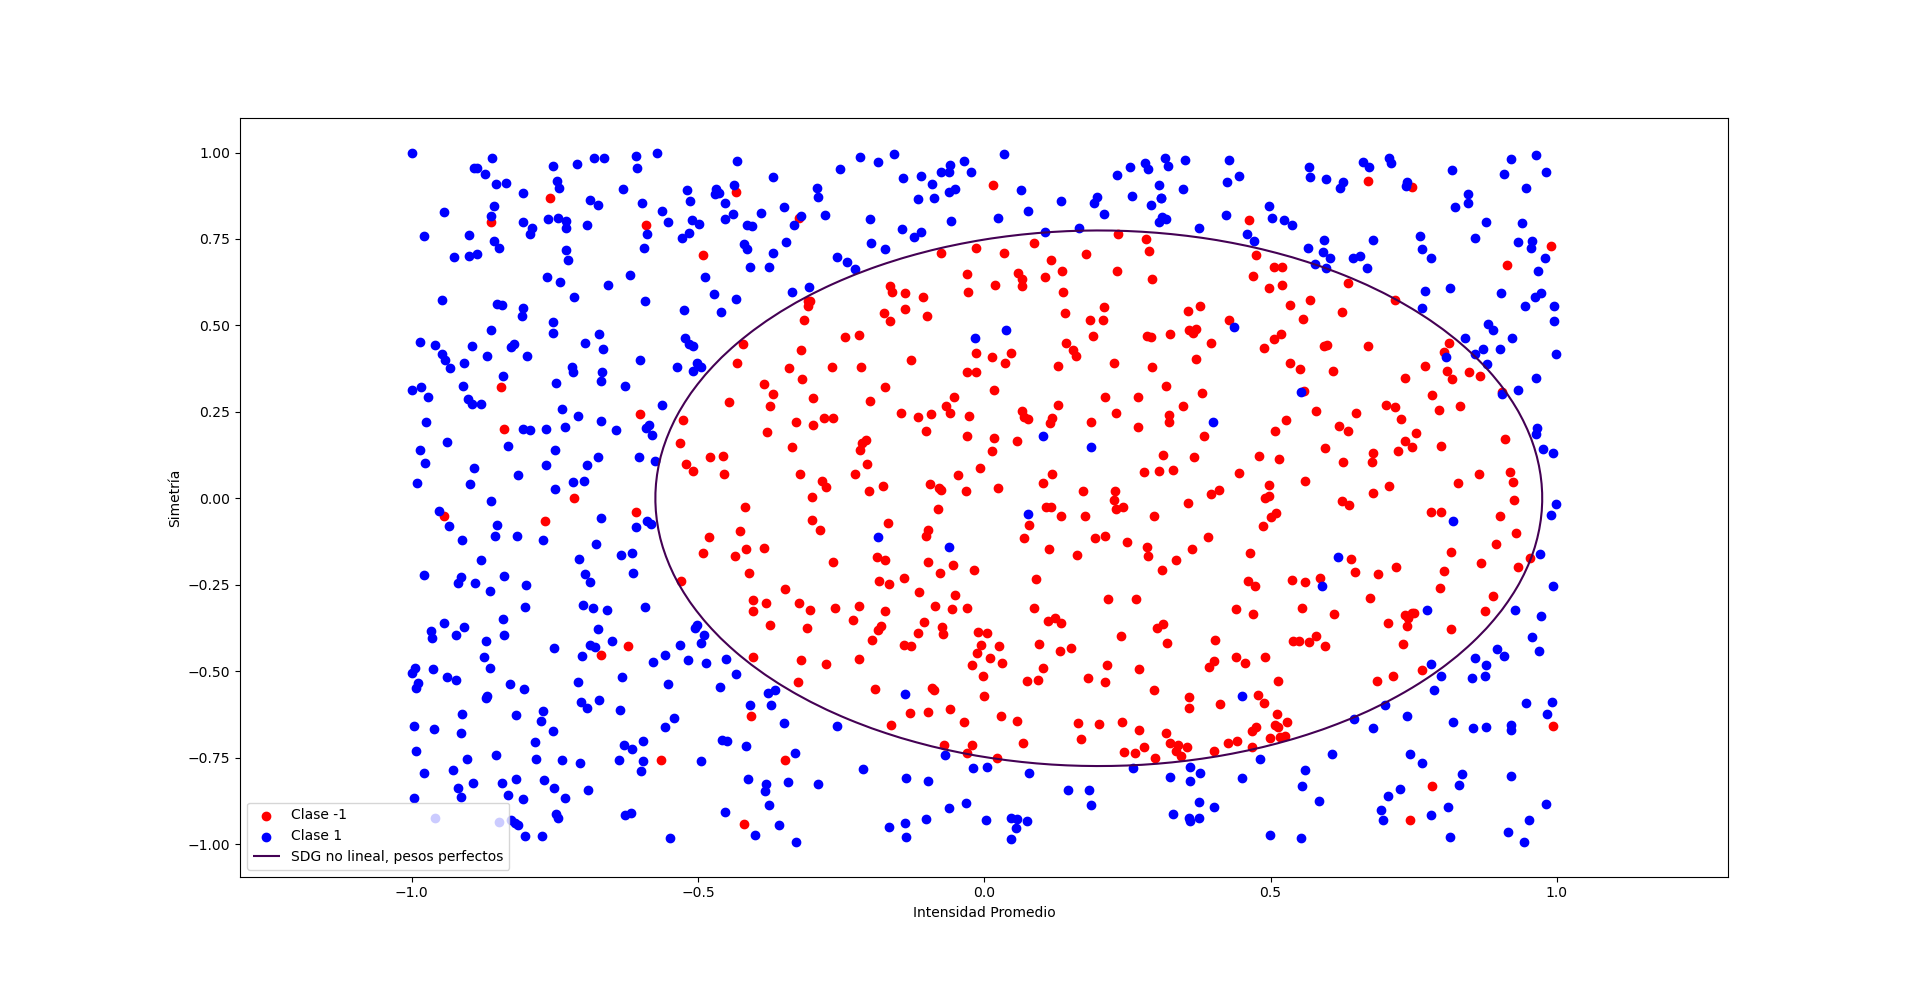 1.00
0.75
0.50
0.25
0.00
−0.25
−0.50
−0.75
−1.00
Simetría
Clase -1
Clase 1
SDG no lineal, pesos perfectos
−1.0
−0.5
0.0
0.5
1.0
Intensidad Promedio